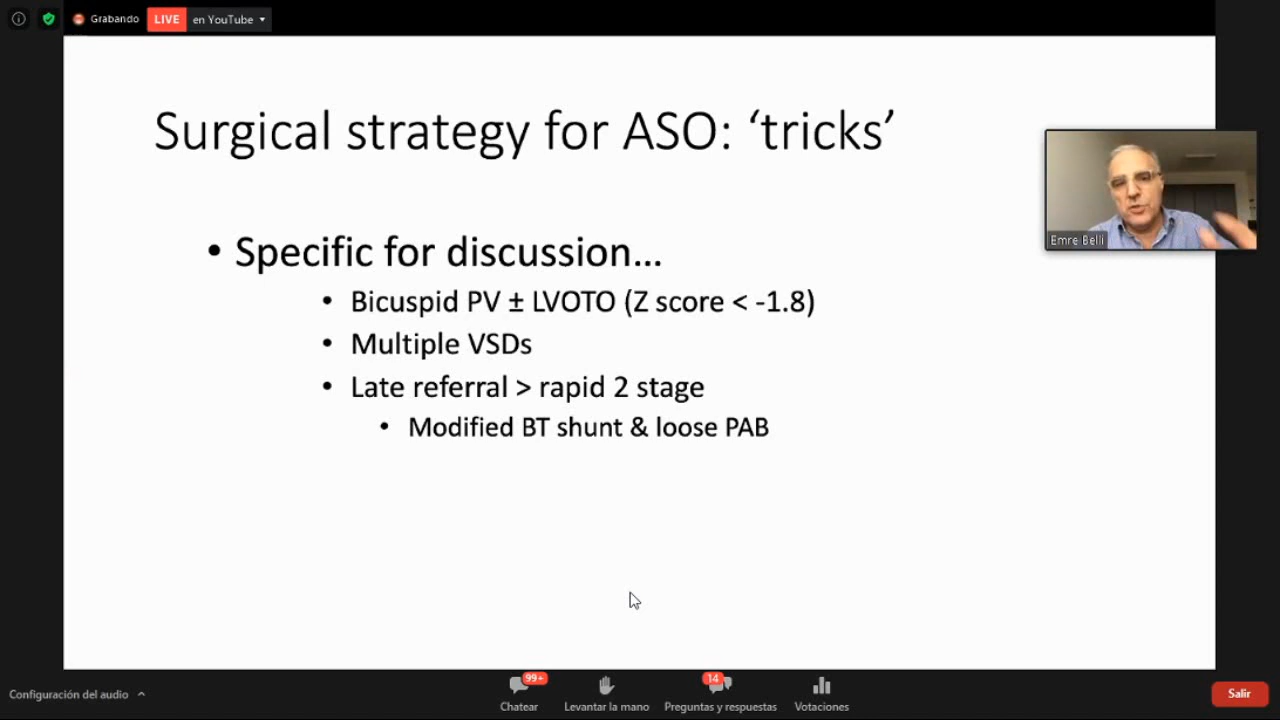 Grabando
LIVE
en YouTube
Surgical strategy for ASO: ‘tricks’
• Specific for discussion…
• Bicuspid PV ± LVOTO (Z score < -1.8)
• Multiple VSDs
• Late referral > rapid 2 stage
• Modified BT shunt & loose PAB
Emre Belli
Configuración del audio
99+
Chatear
Levantar la mano
14
Preguntas y respuestas
Votaciones
Salir